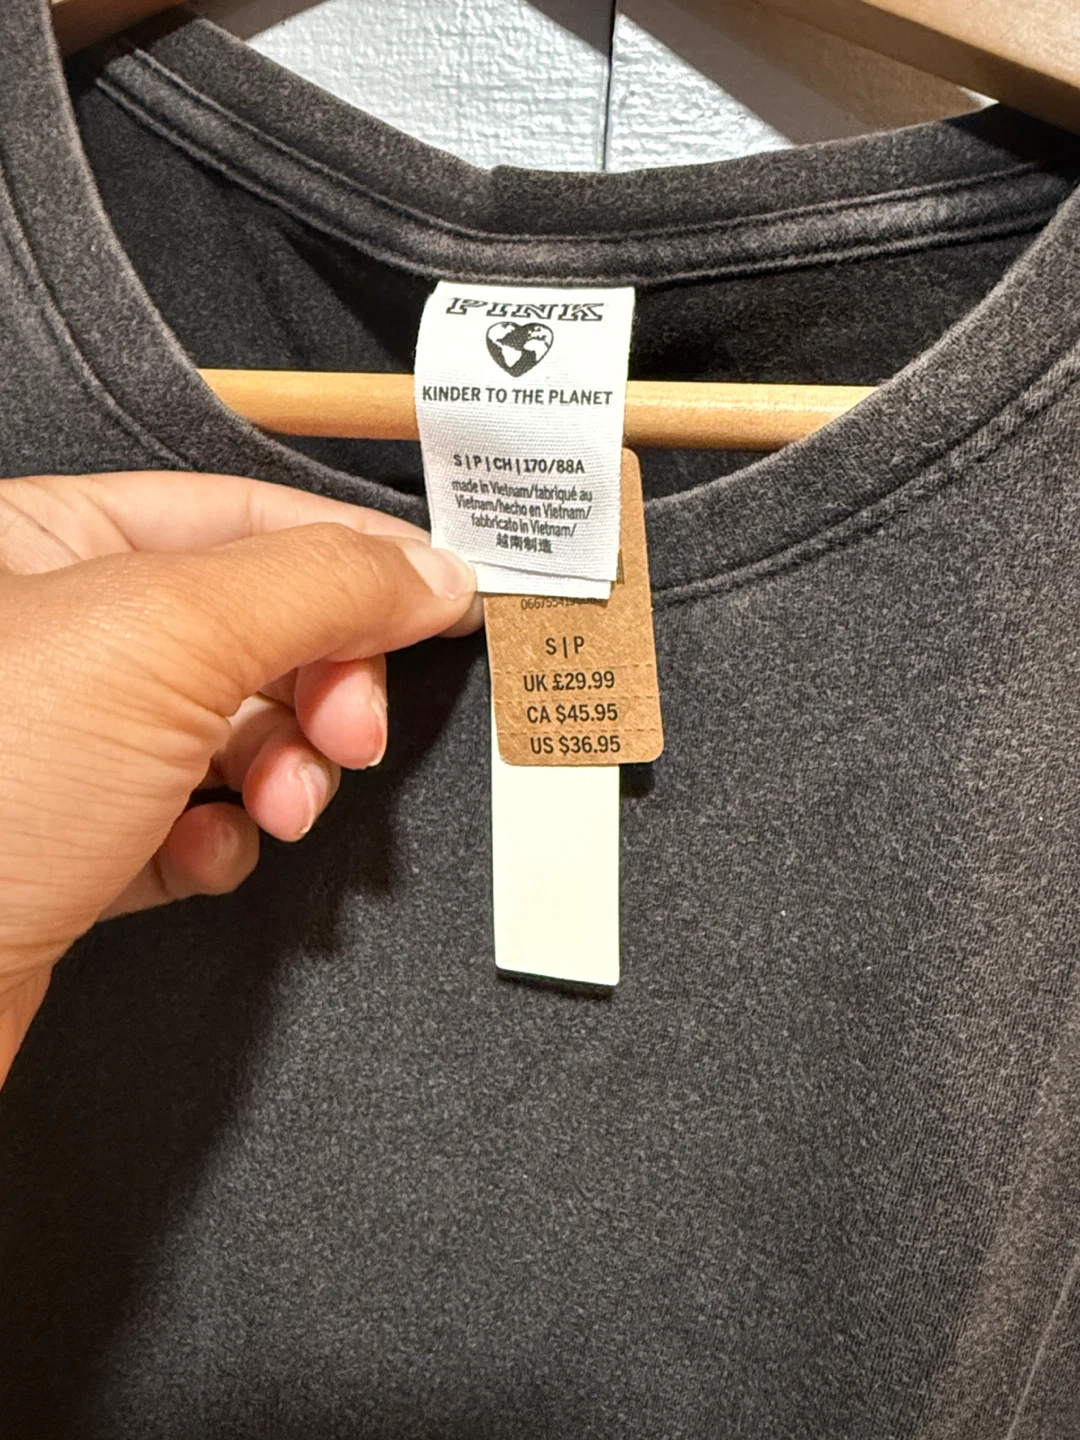 PINK
KINDER TO THE PLANET
S|P|CH|170/88A
made in Vietnam/fabriqué au
Vietnam/hecho en Vietnam/
fabbricato in Vietnam/
越南制造
S|P
UK £29.99
CA $45.95
US $36.95